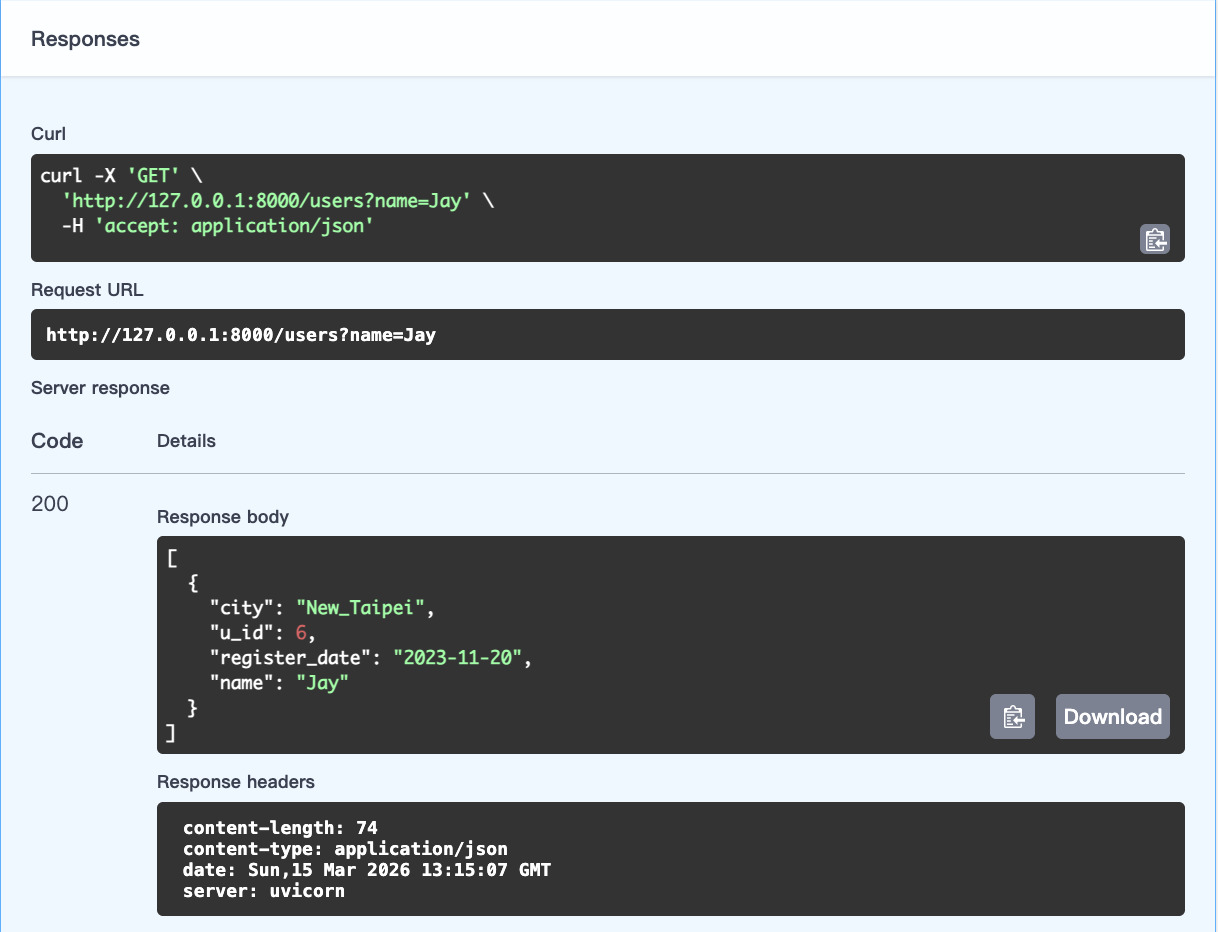 Responses
Curl
curl -X 'GET' \
  'http://127.0.0.1:8000/users?name=Jay' \
  -H 'accept: application/json'
Request URL
http://127.0.0.1:8000/users?name=Jay
Server response
Code Details
200
Response body
[
  {
    "city": "New_Taipei",
    "u_id": 6,
    "register_date": "2023-11-20",
    "name": "Jay"
  }
]
Download
Response headers
content-length: 74
content-type: application/json
date: Sun,15 Mar 2026 13:15:07 GMT
server: uvicorn